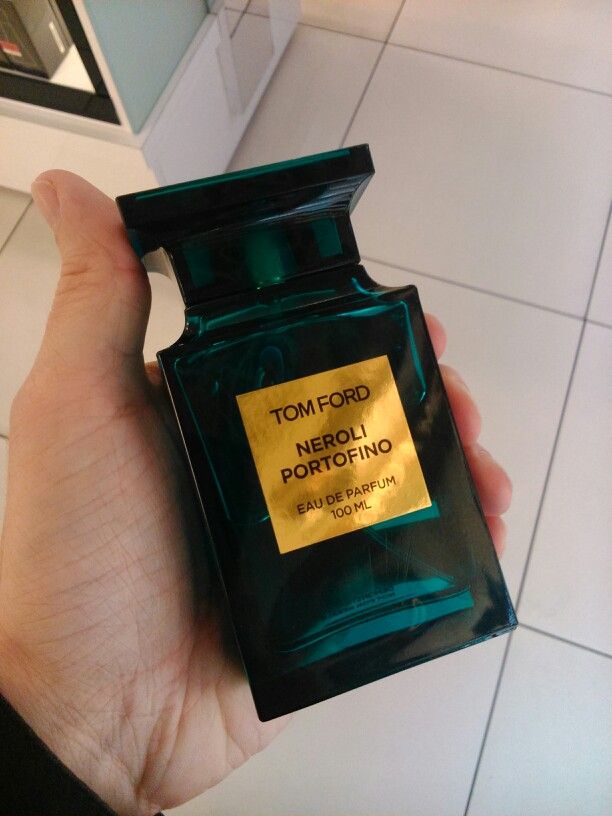 TOM FORD
NEROLI
PORTOFINO
EAU DE PARFUM
100 ML